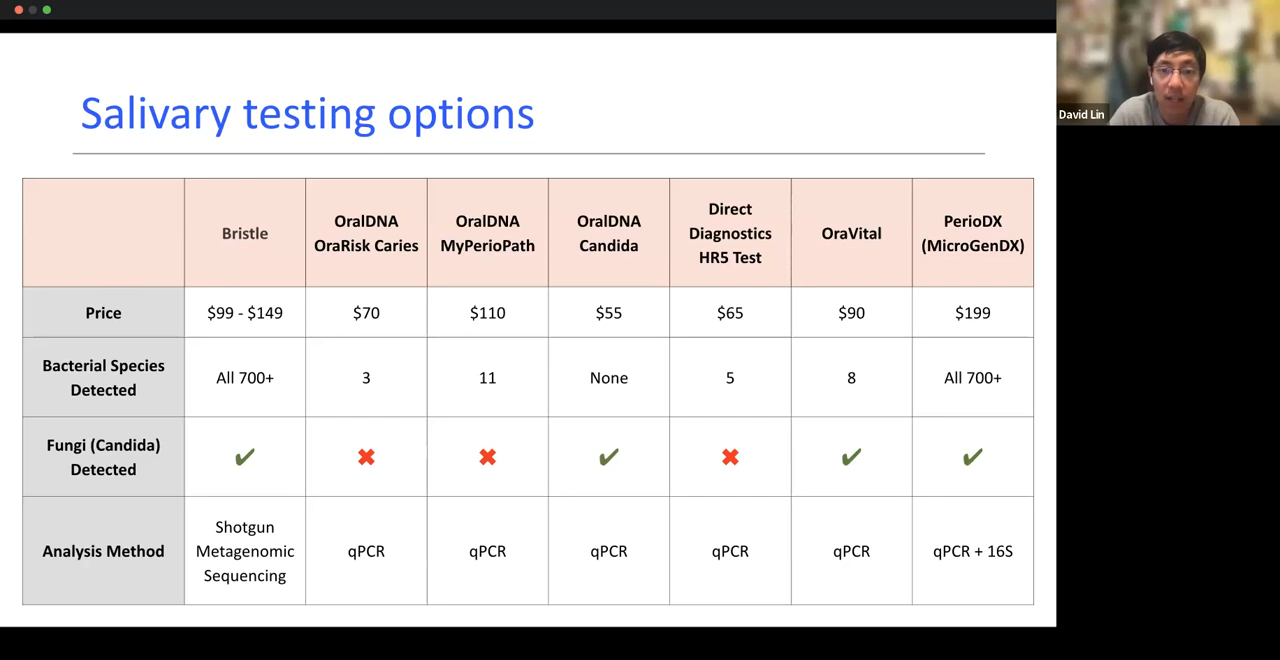 Salivary testing options
Bristle
OralDNA
OraRisk Caries
OralDNA
MyPerioPath
OralDNA
Candida
Direct
Diagnostics
HR5 Test
OraVital
PerioDX
(MicroGenDX)
Price
$99 - $149
$70
$110
$55
$65
$90
$199
Bacterial Species
Detected
All 700+
3
11
None
5
8
All 700+
Fungi (Candida)
Detected
✔
✖
✖
✔
✖
✔
✔
Analysis Method
Shotgun
Metagenomic
Sequencing
qPCR
qPCR
qPCR
qPCR
qPCR
qPCR + 16S
David Lin